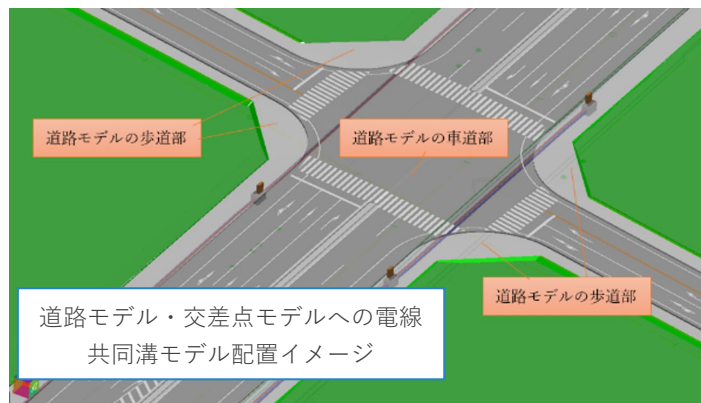 道路モデルの歩道部
道路モデルの車道部
道路モデルの歩道部
道路モデル・交差点モデルへの電線
共同溝モデル配置イメージ